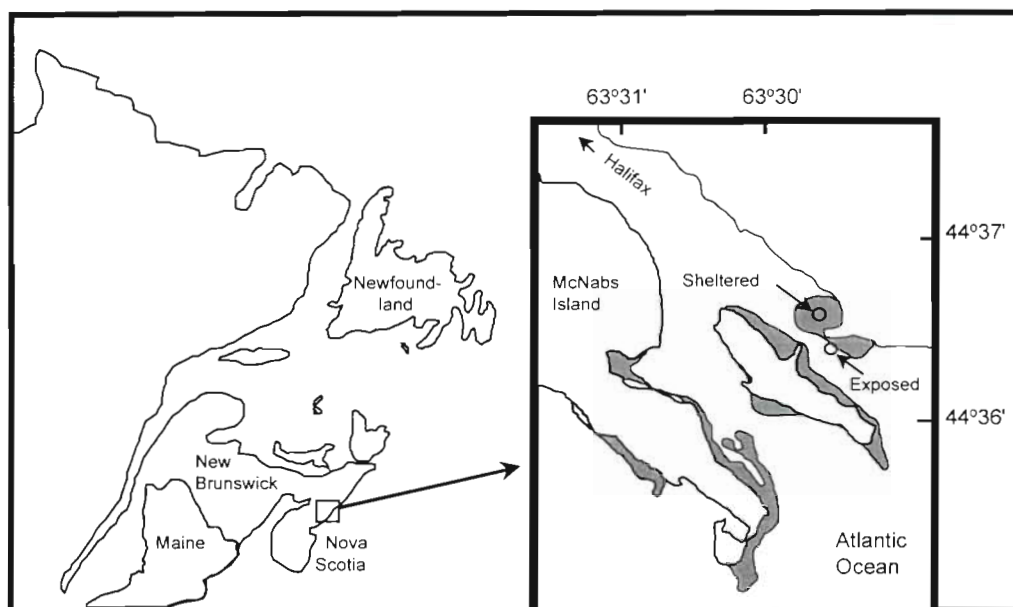 Newfound-
land
New
Brunswick
Maine
Nova
Scotia
63°31'
63°30'
Halifax
44°37'
McNabs
Island
Sheltered
Exposed
44°36'
Atlantic
Ocean